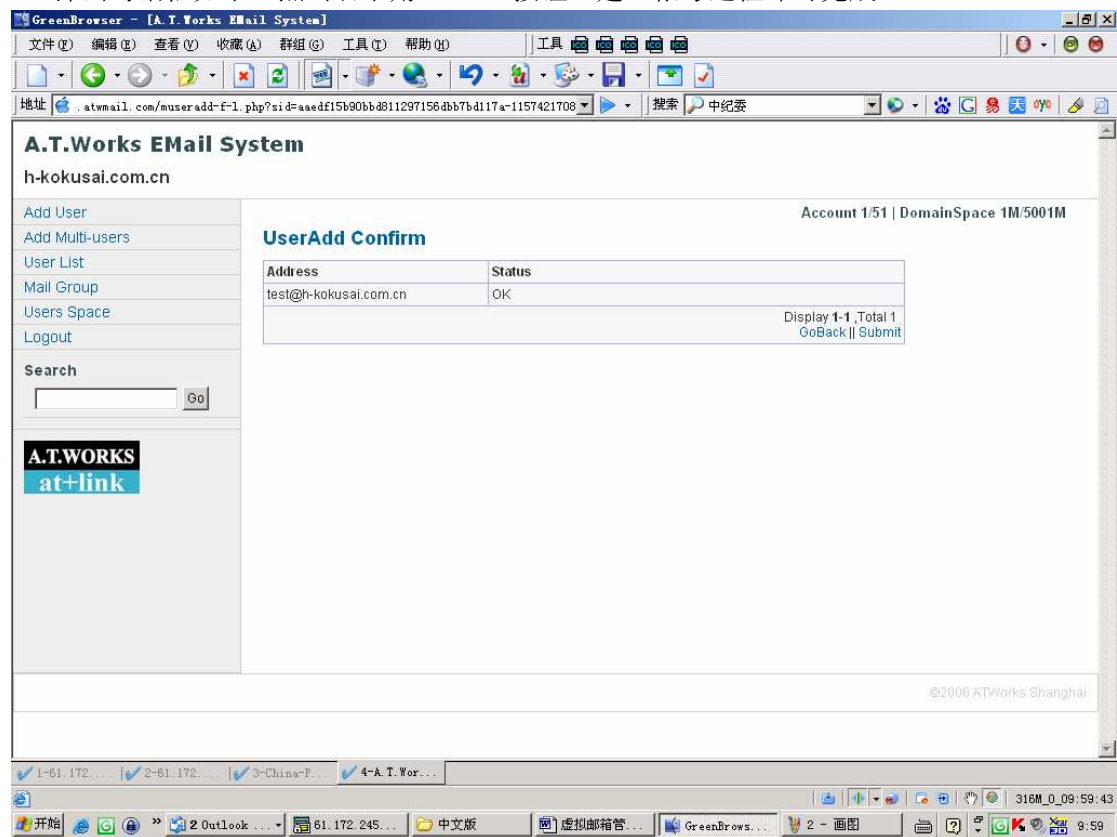 GreenBrowser - [A.T.Works EMail System]
文件(F) 编辑(E) 查看(V) 收藏(A) 群组(G) 工具(T) 帮助(H) 工具
地址 .atwmail.com/museradd-f-1.php?sid=aaedf15b90bbd811297156dbb7bd117a-1157421708 搜索 中纪委
A.T.Works EMail System
h-kokusai.com.cn
Add User
Add Multi-users
User List
Mail Group
Users Space
Logout
Search
Go
A.T.WORKS
at+link
Account 1/51 | DomainSpace 1M/5001M
UserAdd Confirm
Address Status
test@h-kokusai.com.cn OK
Display 1-1 ,Total 1
GoBack || Submit
©2006 ATWorks Shanghai
1-61.172.... 2-61.172.... 3-China-P... 4-A.T.Wor...
316M_0_09:59:43
开始 2 Outlook ... 61.172.245... 中文版 虚拟邮箱管... GreenBrows... 2 - 画图 9:59